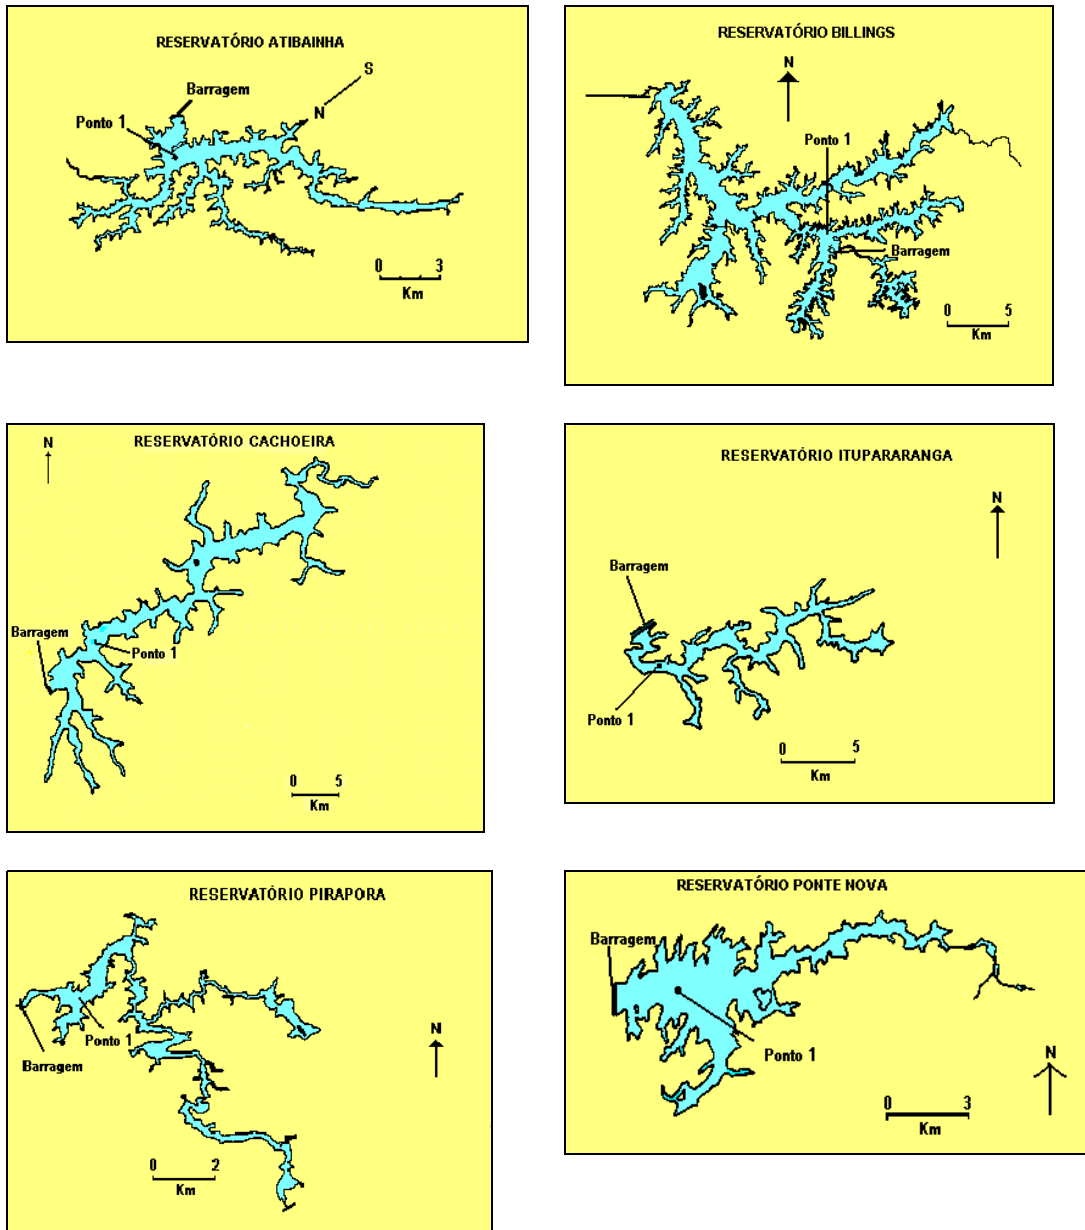 RESERVATÓRIO ATIBAINHA
S
Barragem
N
Ponto 1
0 3
Km
RESERVATÓRIO BILLINGS
N
Ponto 1
Barragem
0 5
Km
N
RESERVATÓRIO CACHOEIRA
Barragem
Ponto 1
0 5
Km
RESERVATÓRIO ITUPARARANGA
N
Barragem
Ponto 1
0 5
Km
RESERVATÓRIO PIRAPORA
N
Ponto 1
Barragem
0 2
Km
RESERVATÓRIO PONTE NOVA
Barragem
Ponto 1
N
0 3
Km